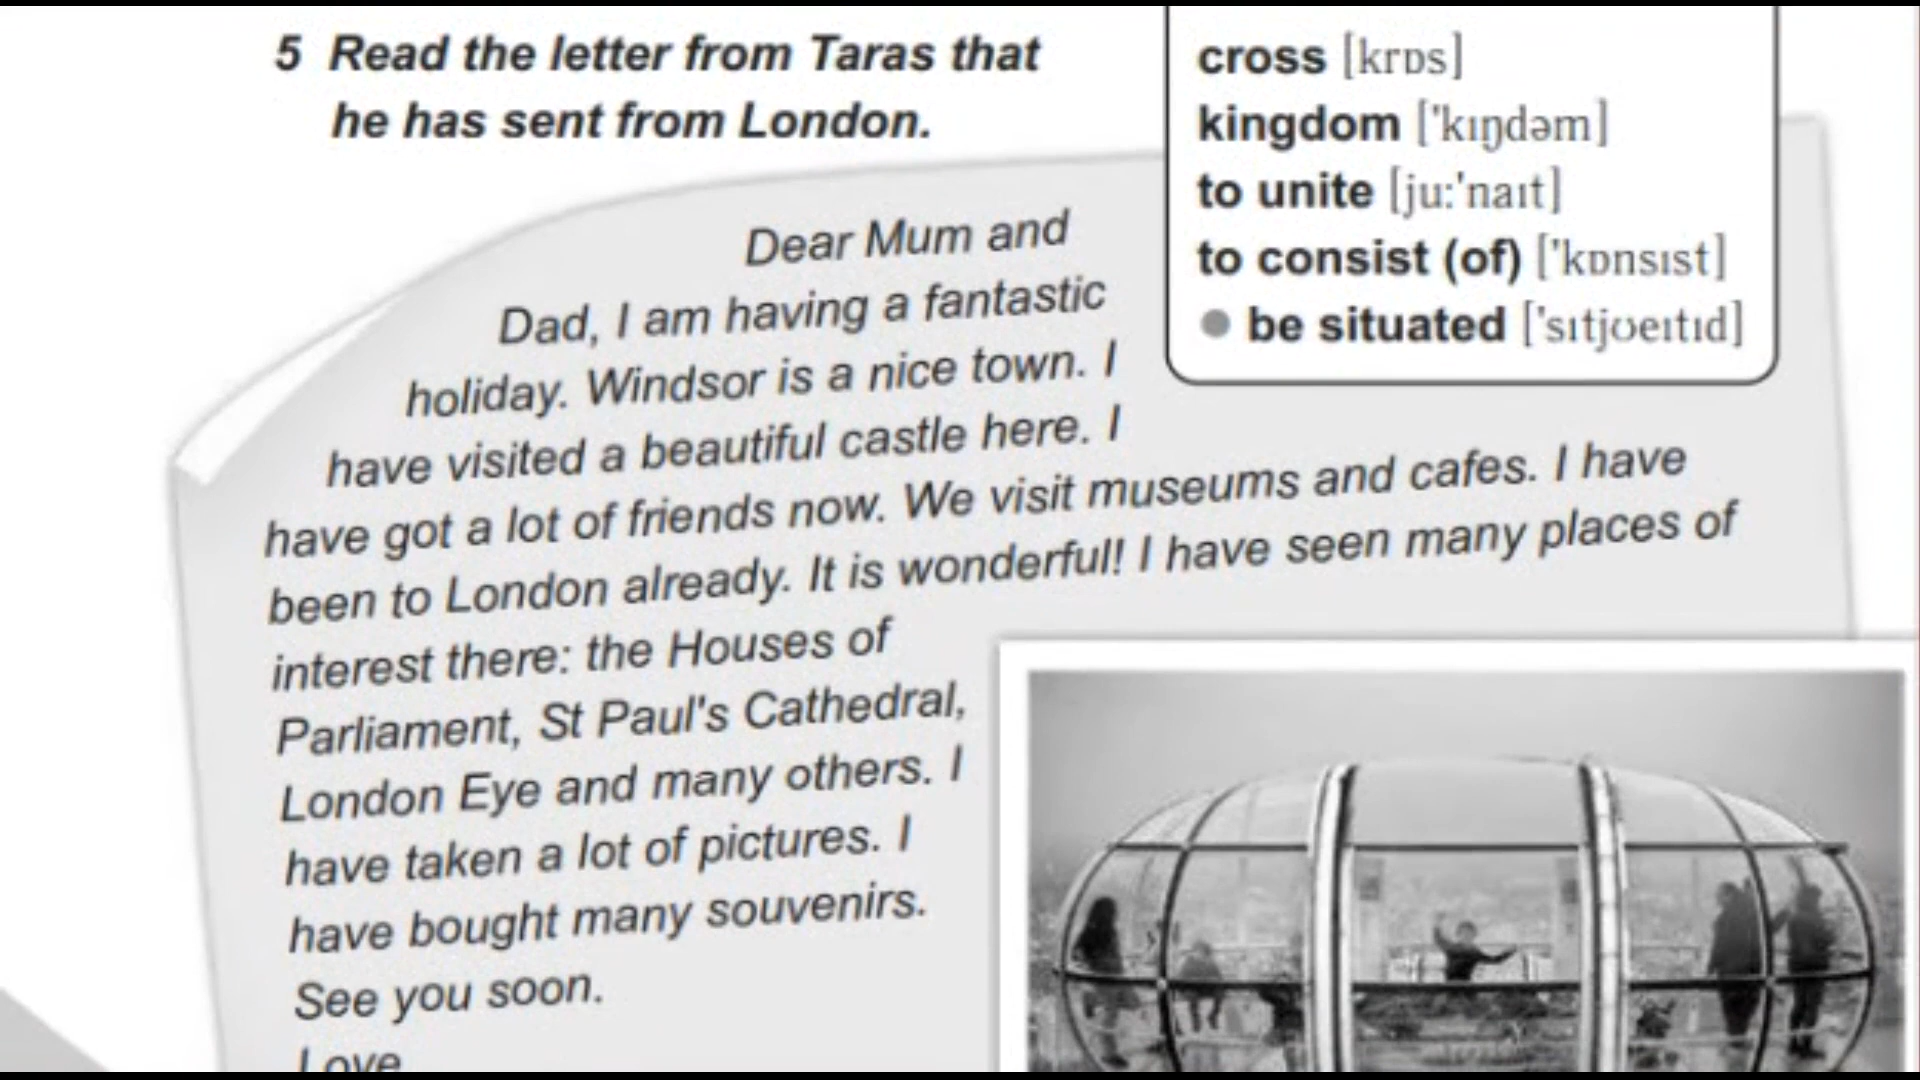 5 Read the letter from Taras that
he has sent from London.
cross [krɒs]
kingdom ['kɪŋdəm]
to unite [ju:'naɪt]
to consist (of) ['kɒnsɪst]
be situated ['sɪtjʊeɪtɪd]
Dear Mum and
Dad, I am having a fantastic
holiday. Windsor is a nice town. I
have visited a beautiful castle here. I
have got a lot of friends now. We visit museums and cafes. I have
been to London already. It is wonderful! I have seen many places of
interest there: the Houses of
Parliament, St Paul's Cathedral,
London Eye and many others. I
have taken a lot of pictures. I
have bought many souvenirs.
See you soon.
Love